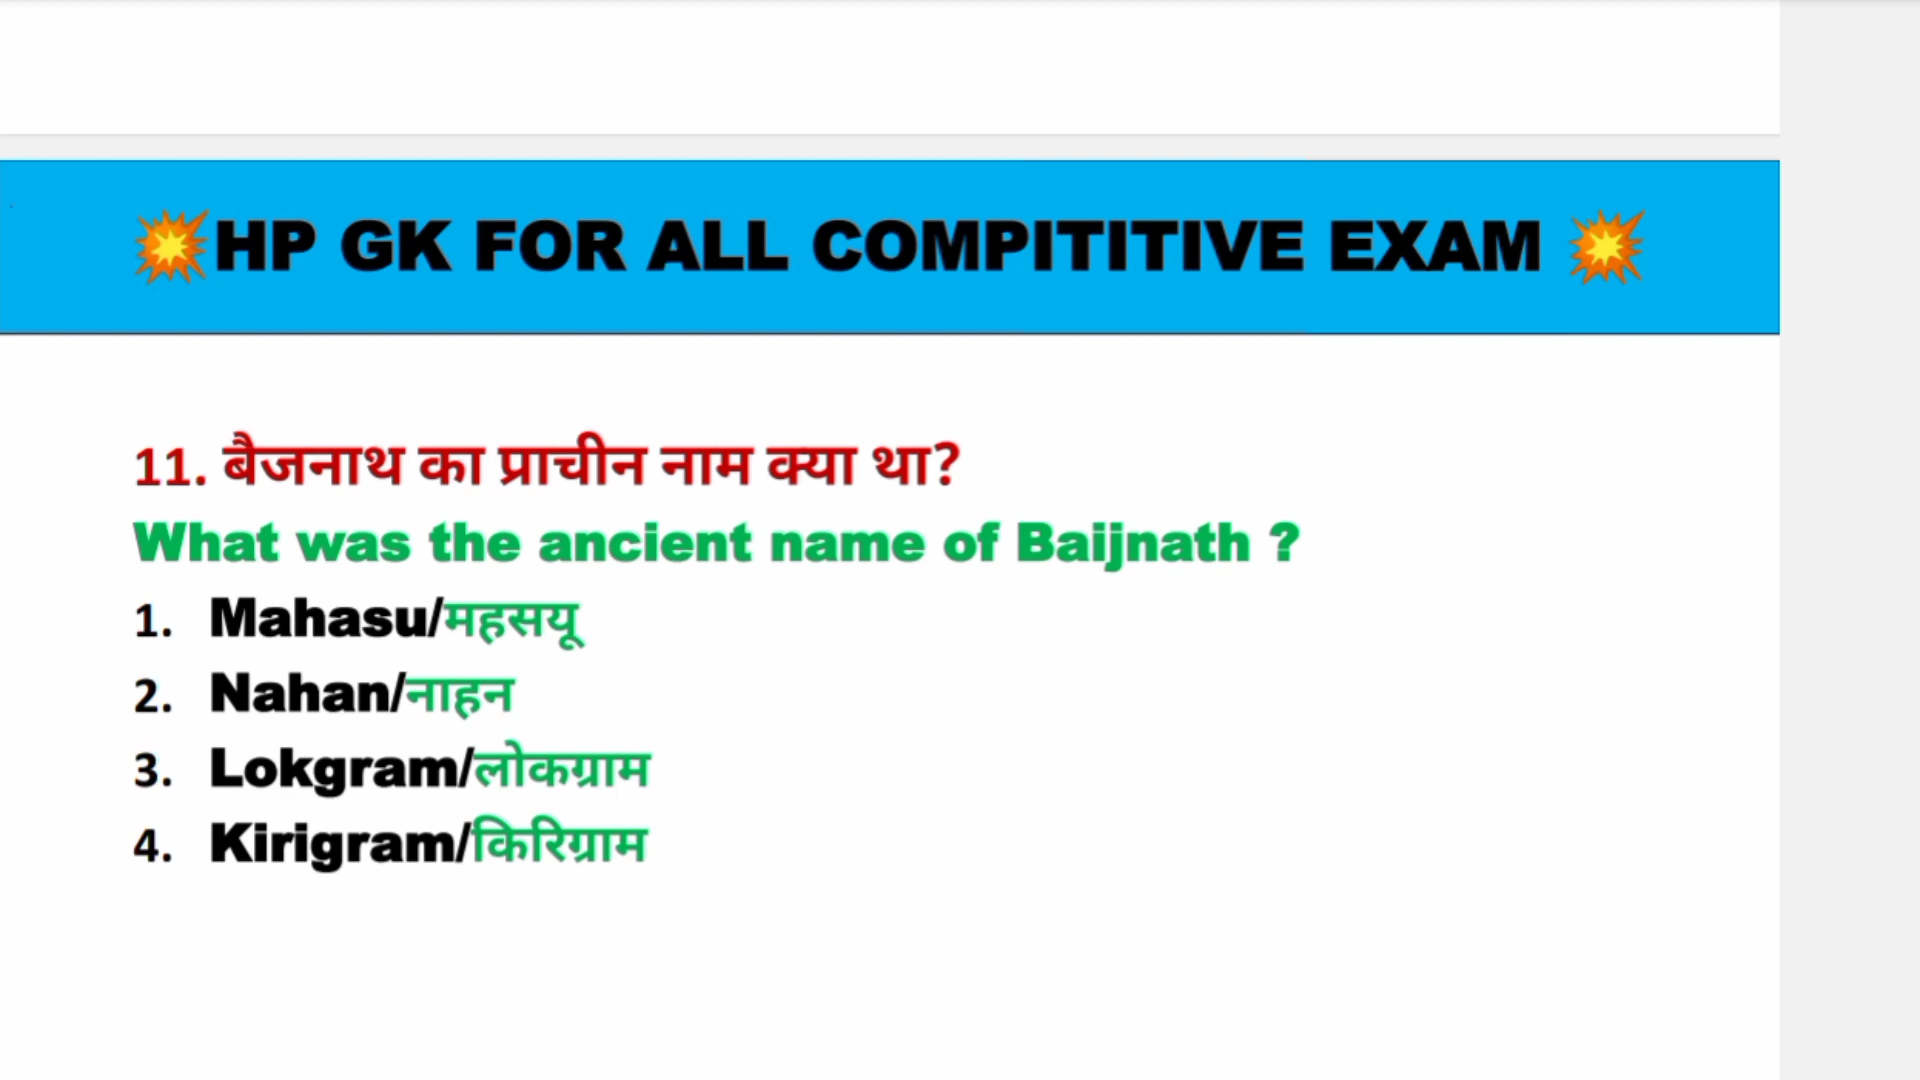 💥HP GK FOR ALL COMPITITIVE EXAM 💥
11. बैजनाथ का प्राचीन नाम क्या था?
What was the ancient name of Baijnath ?
1. Mahasu/महसयू
2. Nahan/नाहन
3. Lokgram/लोकग्राम
4. Kirigram/किरिग्राम